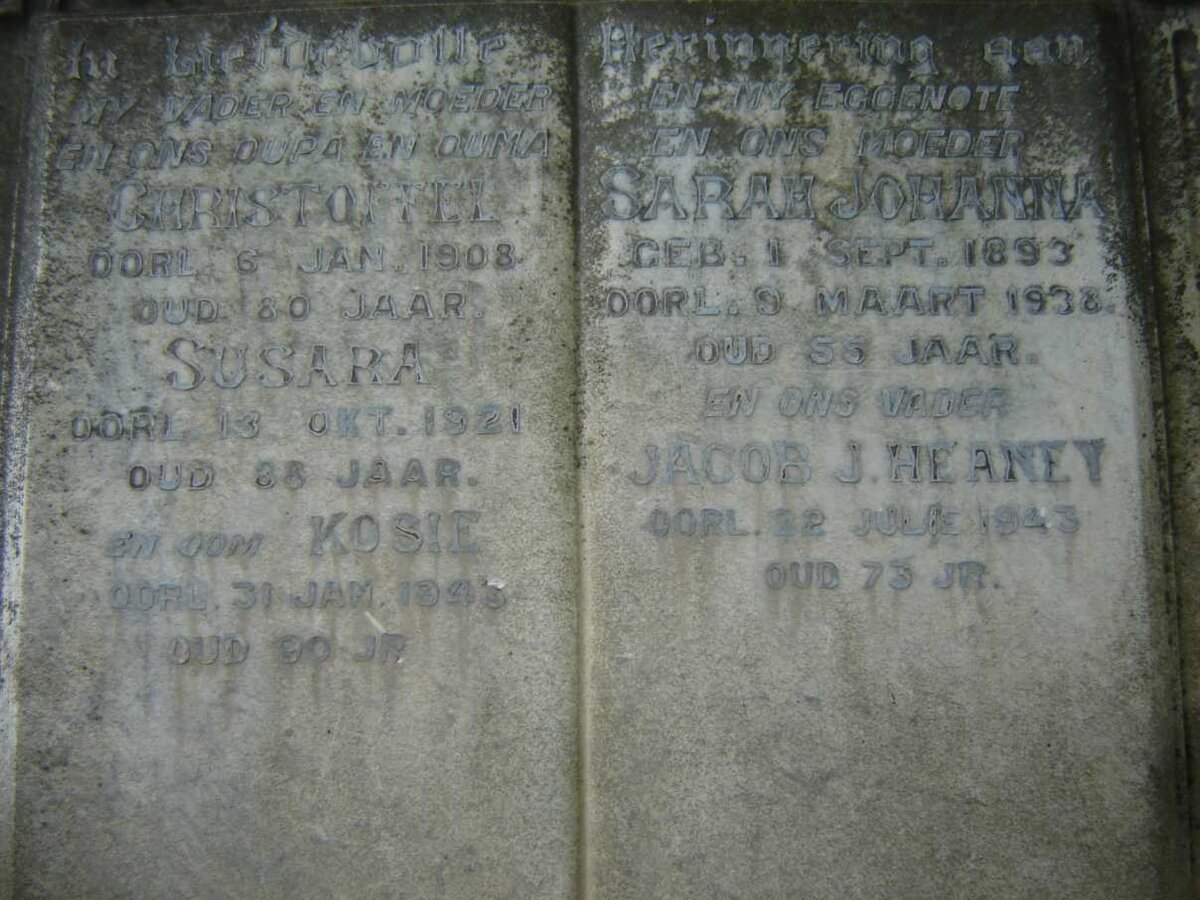 In Liefdevolle
MY VADER EN MOEDER
EN ONS OUPA EN OUMA
CHRISTOFFEL
OORL. 6 JAN. 1908
OUD 80 JAAR.
SUSARA
OORL. 13 OKT. 1921
OUD 88 JAAR.
EN OOM KOSIE
OORL. 31 JAN. 1943
OUD 90 JR
Herinnering aan
EN MY EGGENOTE
EN ONS MOEDER
SARAH JOHANNA
GEB. 1 SEPT. 1893
OORL. 9 MAART 1938.
OUD 55 JAAR.
EN ONS VADER
JACOB J. HEANEY
OORL. 22 JULIE 1943
OUD 73 JR.